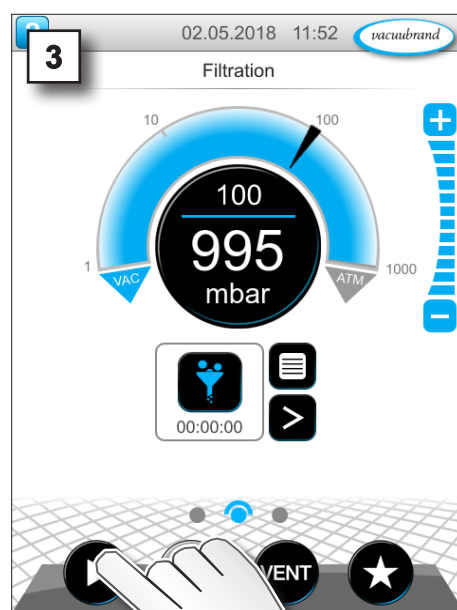 02.05.2018 11:52 vacuubrand
3
Filtration
10
100
100
995
mbar
1
VAC
ATM
1000
00:00:00
VENT